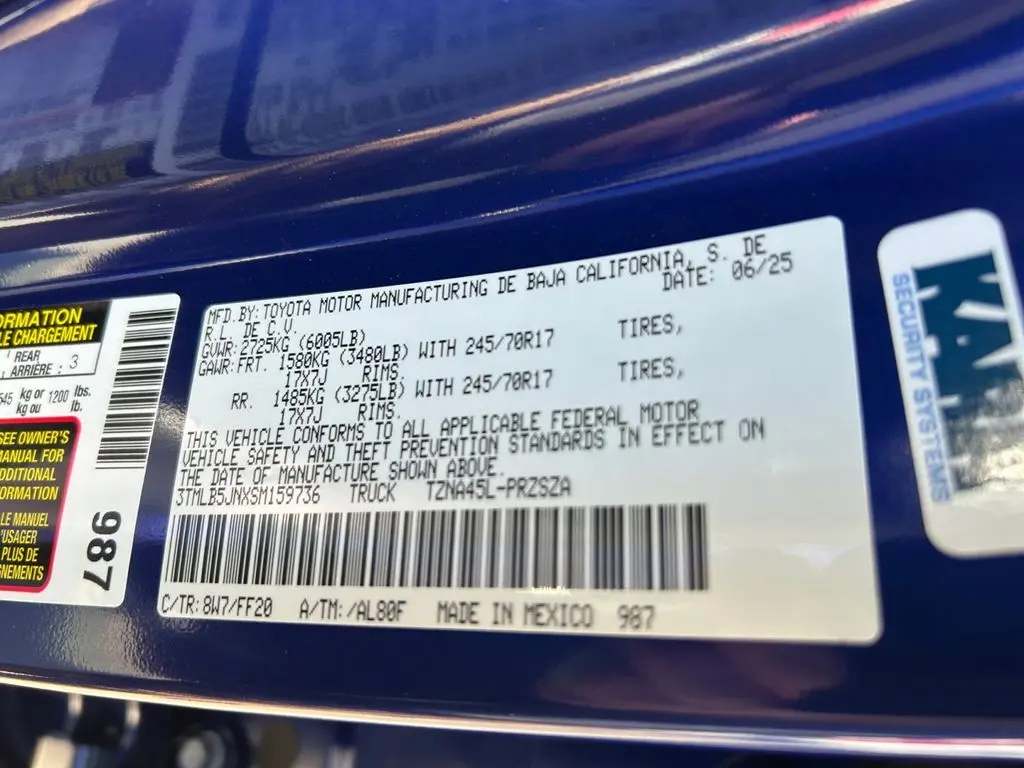 MFD.BY:TOYOTA MOTOR MANUFACTURING DE BAJA CALIFORNIA, S. DE
R.L. DE C.V. DATE: 06/25
GVWR:2725KG (6005LB)
GAWR:FRT. 1580KG (3480LB) WITH 245/70R17 TIRES,
17X7J RIMS.
RR. 1485KG (3275LB) WITH 245/70R17 TIRES,
17X7J RIMS.
THIS VEHICLE CONFORMS TO ALL APPLICABLE FEDERAL MOTOR
VEHICLE SAFETY AND THEFT PREVENTION STANDARDS IN EFFECT ON
THE DATE OF MANUFACTURE SHOWN ABOVE.
3TMLB5JNXSM159736 TRUCK TZNA45L-PRZSZA
C/TR:8W7/FF20 A/TM:/AL80F MADE IN MEXICO 987
ORMATION
LE CHARGEMENT
REAR
ARRIÈRE : 3
545 kg or 1200 lbs.
kg ou lb.
SEE OWNER'S
MANUAL FOR
DDITIONAL
FORMATION
LE MANUEL
'USAGER
PLUS DE
GNEMENTS
987
SECURITY SYSTEMS